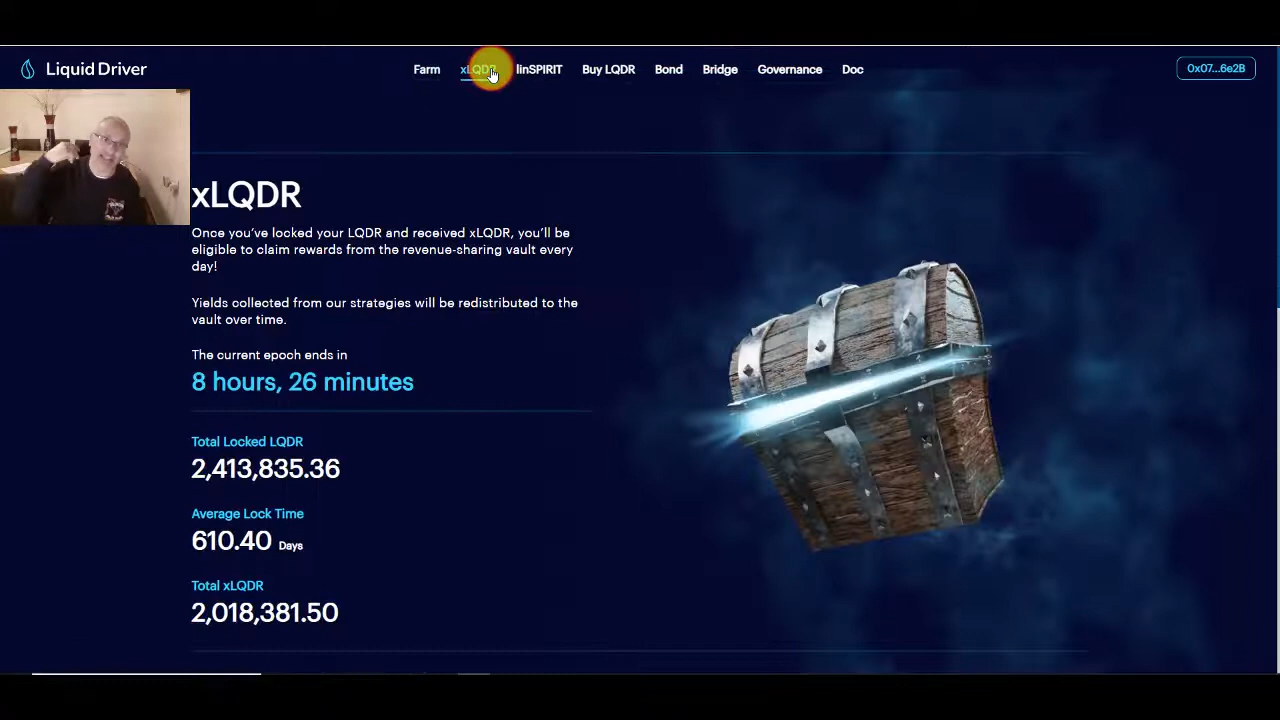 Liquid Driver
Farm
xLQDR
linSPIRIT
Buy LQDR
Bond
Bridge
Governance
Doc
0x07...6e2B
xLQDR
Once you've locked your LQDR and received xLQDR, you'll be
eligible to claim rewards from the revenue-sharing vault every
day!
Yields collected from our strategies will be redistributed to the
vault over time.
The current epoch ends in
8 hours, 26 minutes
Total Locked LQDR
2,413,835.36
Average Lock Time
610.40 Days
Total xLQDR
2,018,381.50